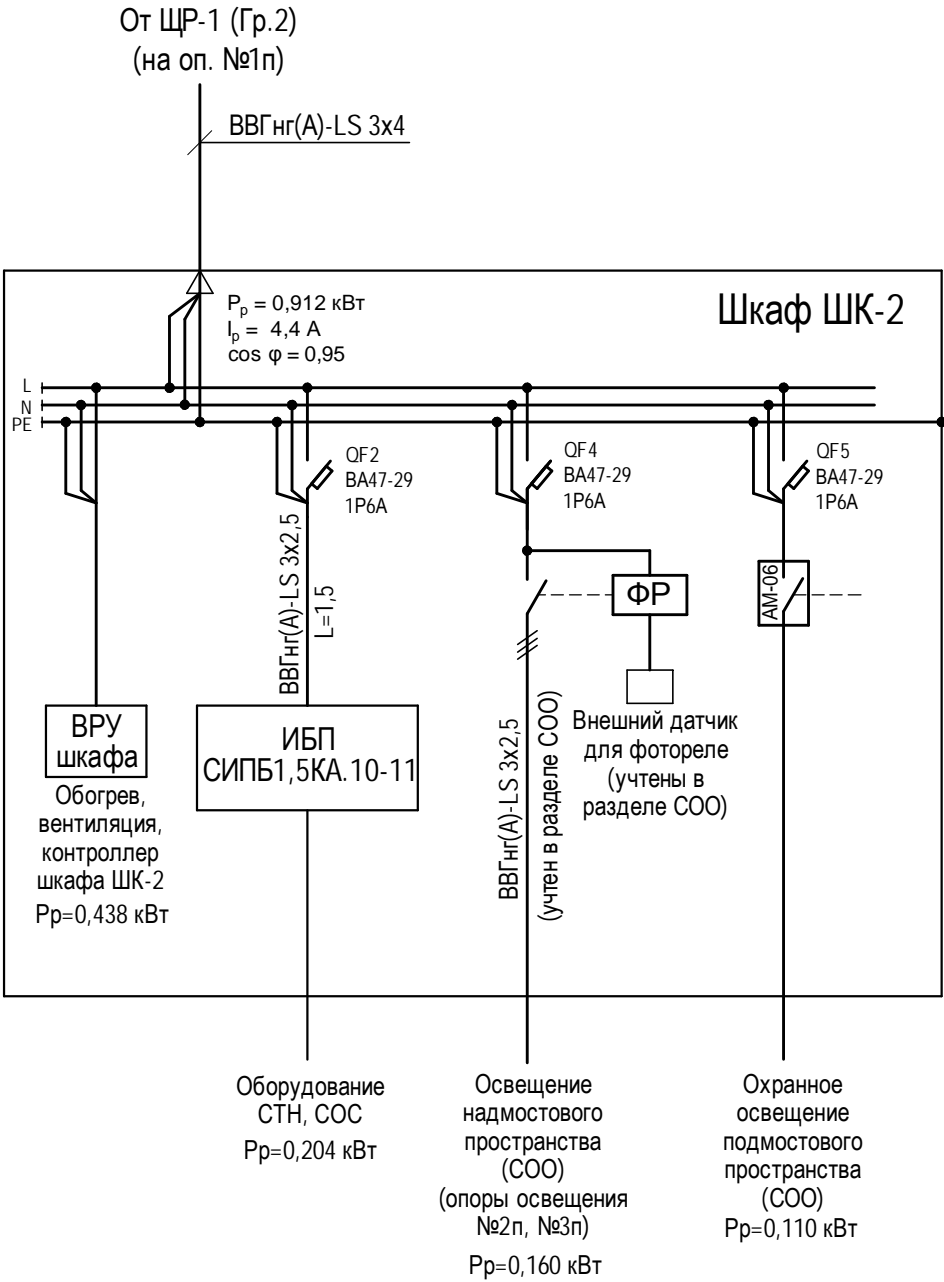 От ЩР-1 (Гр.2)
(на оп. №1п)
ВВГнг(А)-LS 3х4
Шкаф ШК-2
Pр = 0,912 кВт
Iр = 4,4 А
cos φ = 0,95
L
N
PE
QF2
ВА47-29
1Р6А
QF4
ВА47-29
1Р6А
QF5
ВА47-29
1Р6А
ВВГнг(А)-LS 3х2,5
L=1,5
ФР
АМ-06
ВРУ
шкафа
Обогрев,
вентиляция,
контроллер
шкафа ШК-2
Рр=0,438 кВт
ИБП
СИПБ1,5КА.10-11
ВВГнг(А)-LS 3х2,5
(учтен в разделе СОО)
Внешний датчик
для фотореле
(учтены в
разделе СОО)
Оборудование
СТН, СОС
Рр=0,204 кВт
Освещение
надмостового
пространства
(СОО)
(опоры освещения
№2п, №3п)
Рр=0,160 кВт
Охранное
освещение
подмостового
пространства
(СОО)
Рр=0,110 кВт